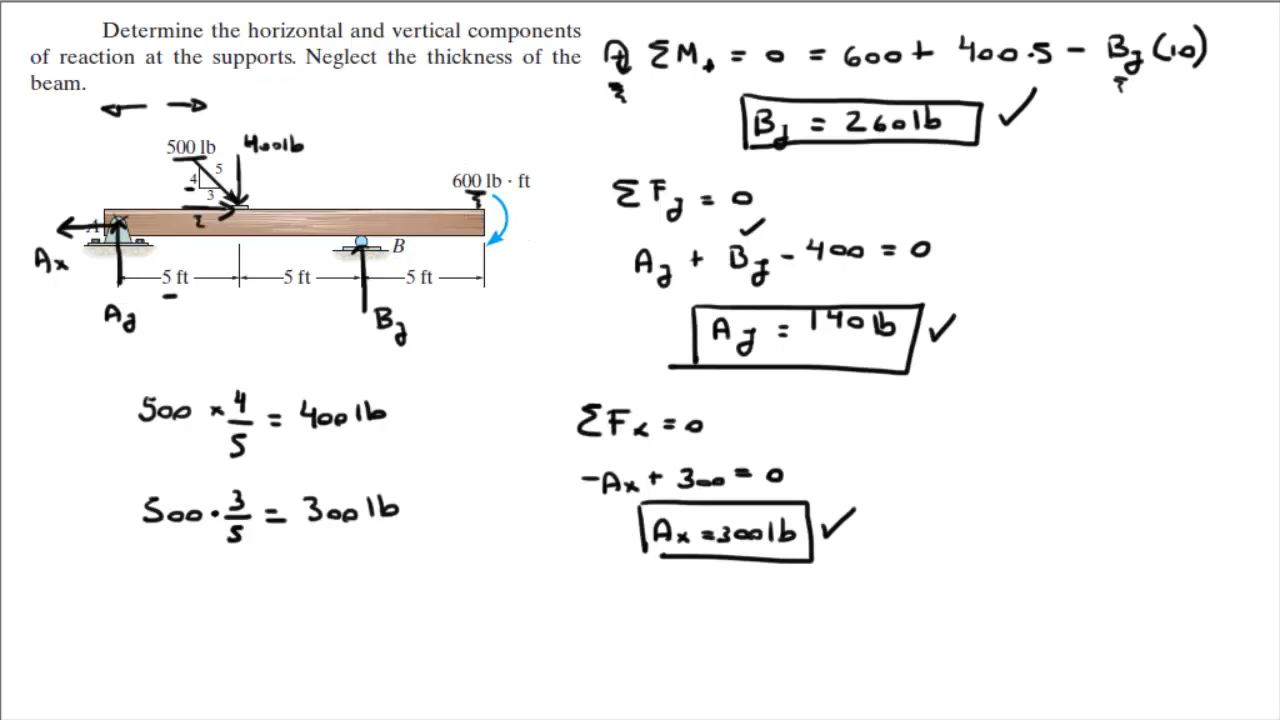 Determine the horizontal and vertical components
of reaction at the supports. Neglect the thickness of the
beam.
500 lb
400lb
5
4
3
600 lb · ft
A
B
Ax
5 ft
5 ft
5 ft
Ay
By
500 × 4/5 = 400 lb
500 · 3/5 = 300 lb
ΣM = 0 = 600 + 400.5 - By (10)
By = 260 lb ✓
ΣFy = 0
Ay + By - 400 = 0
Ay = 140 lb ✓
ΣFx = 0
-Ax + 300 = 0
Ax = 300 lb ✓